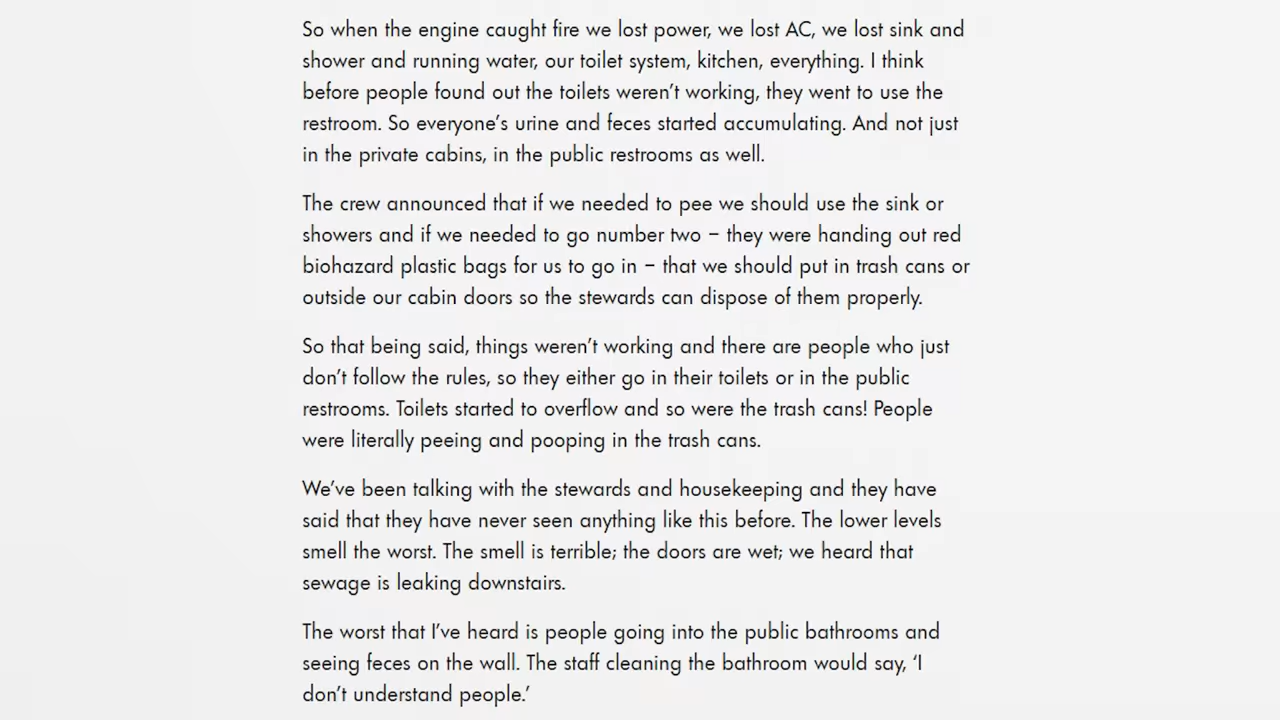 So when the engine caught fire we lost power, we lost AC, we lost sink and
shower and running water, our toilet system, kitchen, everything. I think
before people found out the toilets weren’t working, they went to use the
restroom. So everyone’s urine and feces started accumulating. And not just
in the private cabins, in the public restrooms as well.
The crew announced that if we needed to pee we should use the sink or
showers and if we needed to go number two – they were handing out red
biohazard plastic bags for us to go in – that we should put in trash cans or
outside our cabin doors so the stewards can dispose of them properly.
So that being said, things weren’t working and there are people who just
don’t follow the rules, so they either go in their toilets or in the public
restrooms. Toilets started to overflow and so were the trash cans! People
were literally peeing and pooping in the trash cans.
We’ve been talking with the stewards and housekeeping and they have
said that they have never seen anything like this before. The lower levels
smell the worst. The smell is terrible; the doors are wet; we heard that
sewage is leaking downstairs.
The worst that I’ve heard is people going into the public bathrooms and
seeing feces on the wall. The staff cleaning the bathroom would say, ‘I
don’t understand people.’